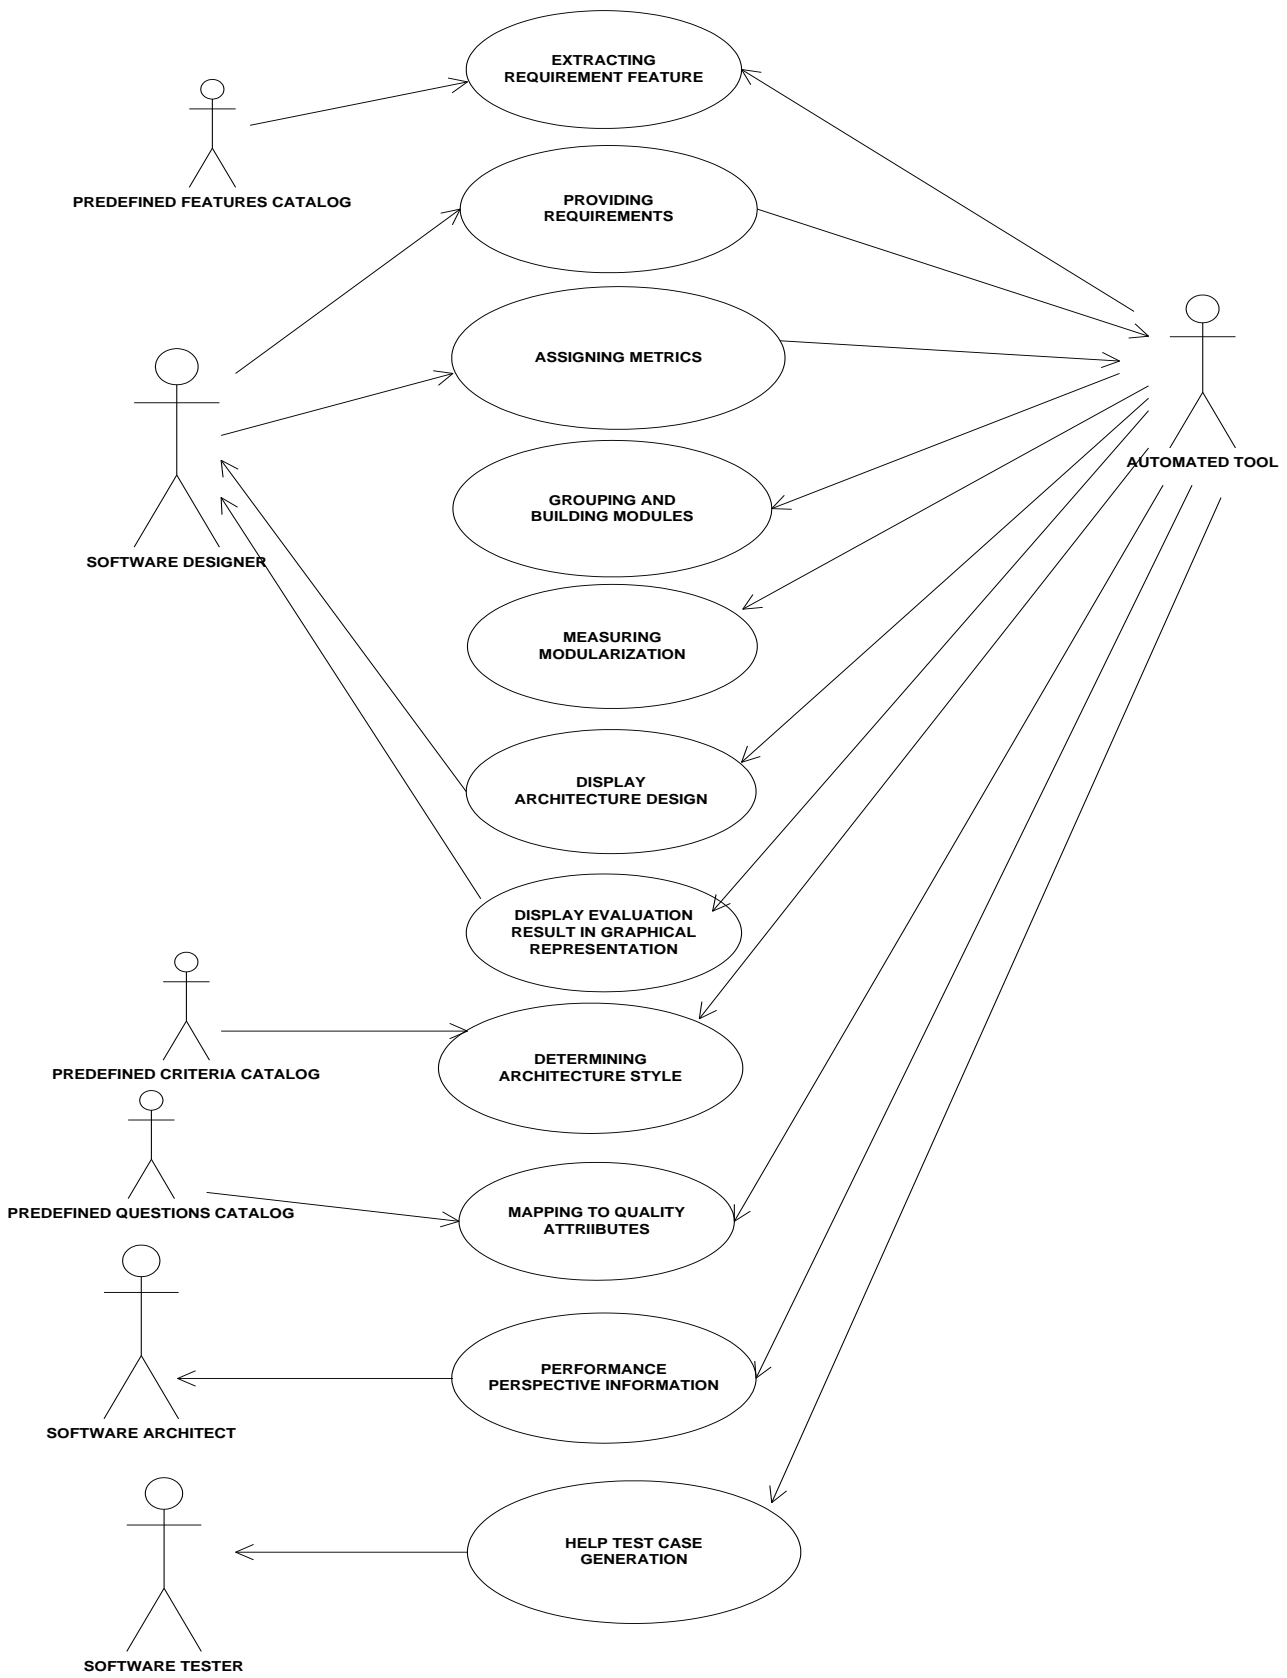 EXTRACTING
REQUIREMENT FEATURE
PREDEFINED FEATURES CATALOG
PROVIDING
REQUIREMENTS
ASSIGNING METRICS
AUTOMATED TOOL
GROUPING AND
BUILDING MODULES
SOFTWARE DESIGNER
MEASURING
MODULARIZATION
DISPLAY
ARCHITECTURE DESIGN
DISPLAY EVALUATION
RESULT IN GRAPHICAL
REPRESENTATION
DETERMINING
ARCHITECTURE STYLE
PREDEFINED CRITERIA CATALOG
PREDEFINED QUESTIONS CATALOG
MAPPING TO QUALITY
ATTRIIBUTES
PERFORMANCE
PERSPECTIVE INFORMATION
SOFTWARE ARCHITECT
HELP TEST CASE
GENERATION
SOFTWARE TESTER